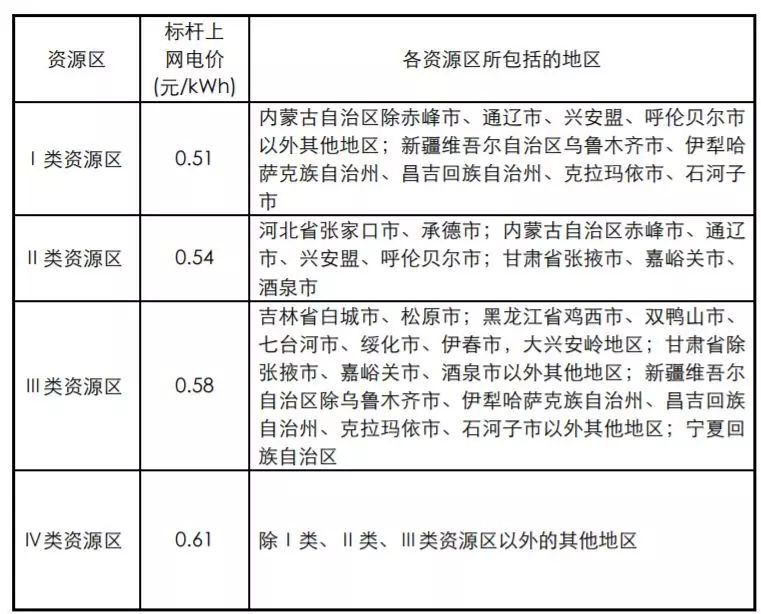 资源区
标杆上
网电价
(元/kWh)
各资源区所包括的地区
I类资源区
0.51
内蒙古自治区除赤峰市、通辽市、兴安盟、呼伦贝尔市
以外其他地区；新疆维吾尔自治区乌鲁木齐市、伊犁哈
萨克族自治州、昌吉回族自治州、克拉玛依市、石河子
市
II类资源区
0.54
河北省张家口市、承德市；内蒙古自治区赤峰市、通辽
市、兴安盟、呼伦贝尔市；甘肃省张掖市、嘉峪关市、
酒泉市
III类资源区
0.58
吉林省白城市、松原市；黑龙江省鸡西市、双鸭山市、
七台河市、绥化市、伊春市，大兴安岭地区；甘肃省除
张掖市、嘉峪关市、酒泉市以外其他地区；新疆维吾尔
自治区除乌鲁木齐市、伊犁哈萨克族自治州、昌吉回族
自治州、克拉玛依市、石河子市以外其他地区；宁夏回
族自治区
IV类资源区
0.61
除I类、II类、III类资源区以外的其他地区